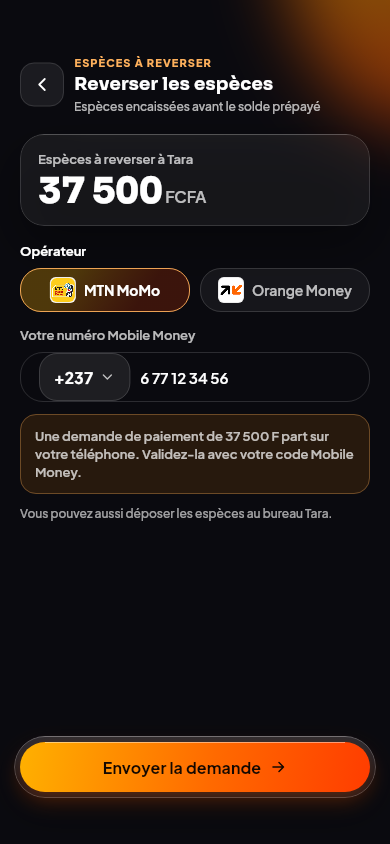 ESPÈCES À REVERSER
Reverser les espèces
Espèces encaissées avant le solde prépayé
Espèces à reverser à Tara
37 500 FCFA
Opérateur
MTN MoMo
Orange Money
Votre numéro Mobile Money
+237
6 77 12 34 56
Une demande de paiement de 37 500 F part sur
votre téléphone. Validez-la avec votre code Mobile
Money.
Vous pouvez aussi déposer les espèces au bureau Tara.
Envoyer la demande →